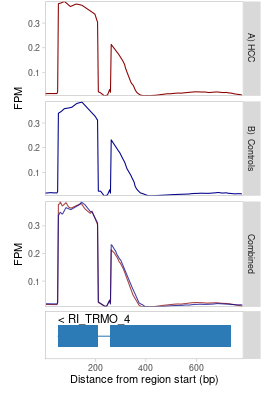 0.3
0.2
0.1
A) HCC
FPM
0.3
0.2
0.1
B) Controls
0.3
0.2
0.1
FPM
Combined
< RI_TRMO_4
200 400 600
Distance from region start (bp)